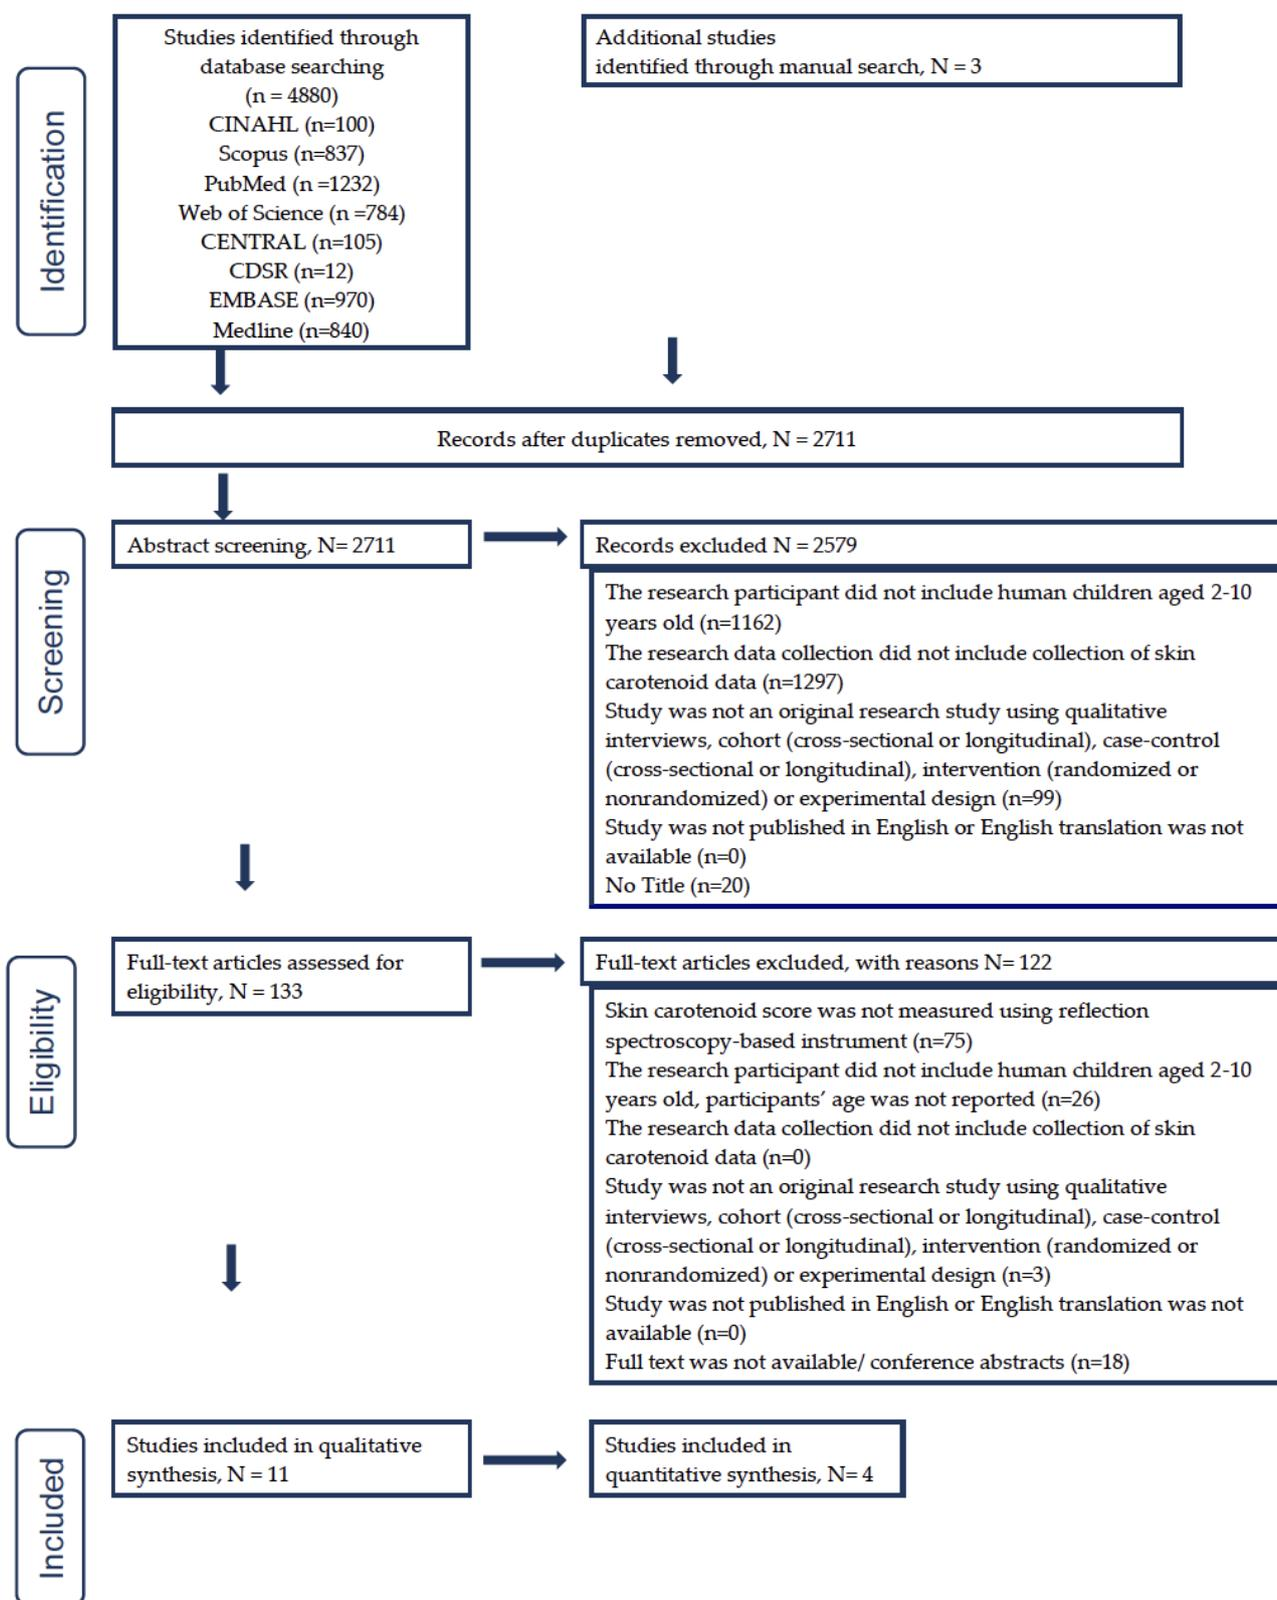 Identification
Studies identified through
database searching
(n = 4880)
CINAHL (n=100)
Scopus (n=837)
PubMed (n =1232)
Web of Science (n =784)
CENTRAL (n=105)
CDSR (n=12)
EMBASE (n=970)
Medline (n=840)
Additional studies
identified through manual search, N = 3
Records after duplicates removed, N = 2711
Screening
Abstract screening, N= 2711
Records excluded N = 2579
The research participant did not include human children aged 2-10
years old (n=1162)
The research data collection did not include collection of skin
carotenoid data (n=1297)
Study was not an original research study using qualitative
interviews, cohort (cross-sectional or longitudinal), case-control
(cross-sectional or longitudinal), intervention (randomized or
nonrandomized) or experimental design (n=99)
Study was not published in English or English translation was not
available (n=0)
No Title (n=20)
Eligibility
Full-text articles assessed for
eligibility, N = 133
Full-text articles excluded, with reasons N= 122
Skin carotenoid score was not measured using reflection
spectroscopy-based instrument (n=75)
The research participant did not include human children aged 2-10
years old, participants’ age was not reported (n=26)
The research data collection did not include collection of skin
carotenoid data (n=0)
Study was not an original research study using qualitative
interviews, cohort (cross-sectional or longitudinal), case-control
(cross-sectional or longitudinal), intervention (randomized or
nonrandomized) or experimental design (n=3)
Study was not published in English or English translation was not
available (n=0)
Full text was not available/ conference abstracts (n=18)
Included
Studies included in qualitative
synthesis, N = 11
Studies included in
quantitative synthesis, N= 4